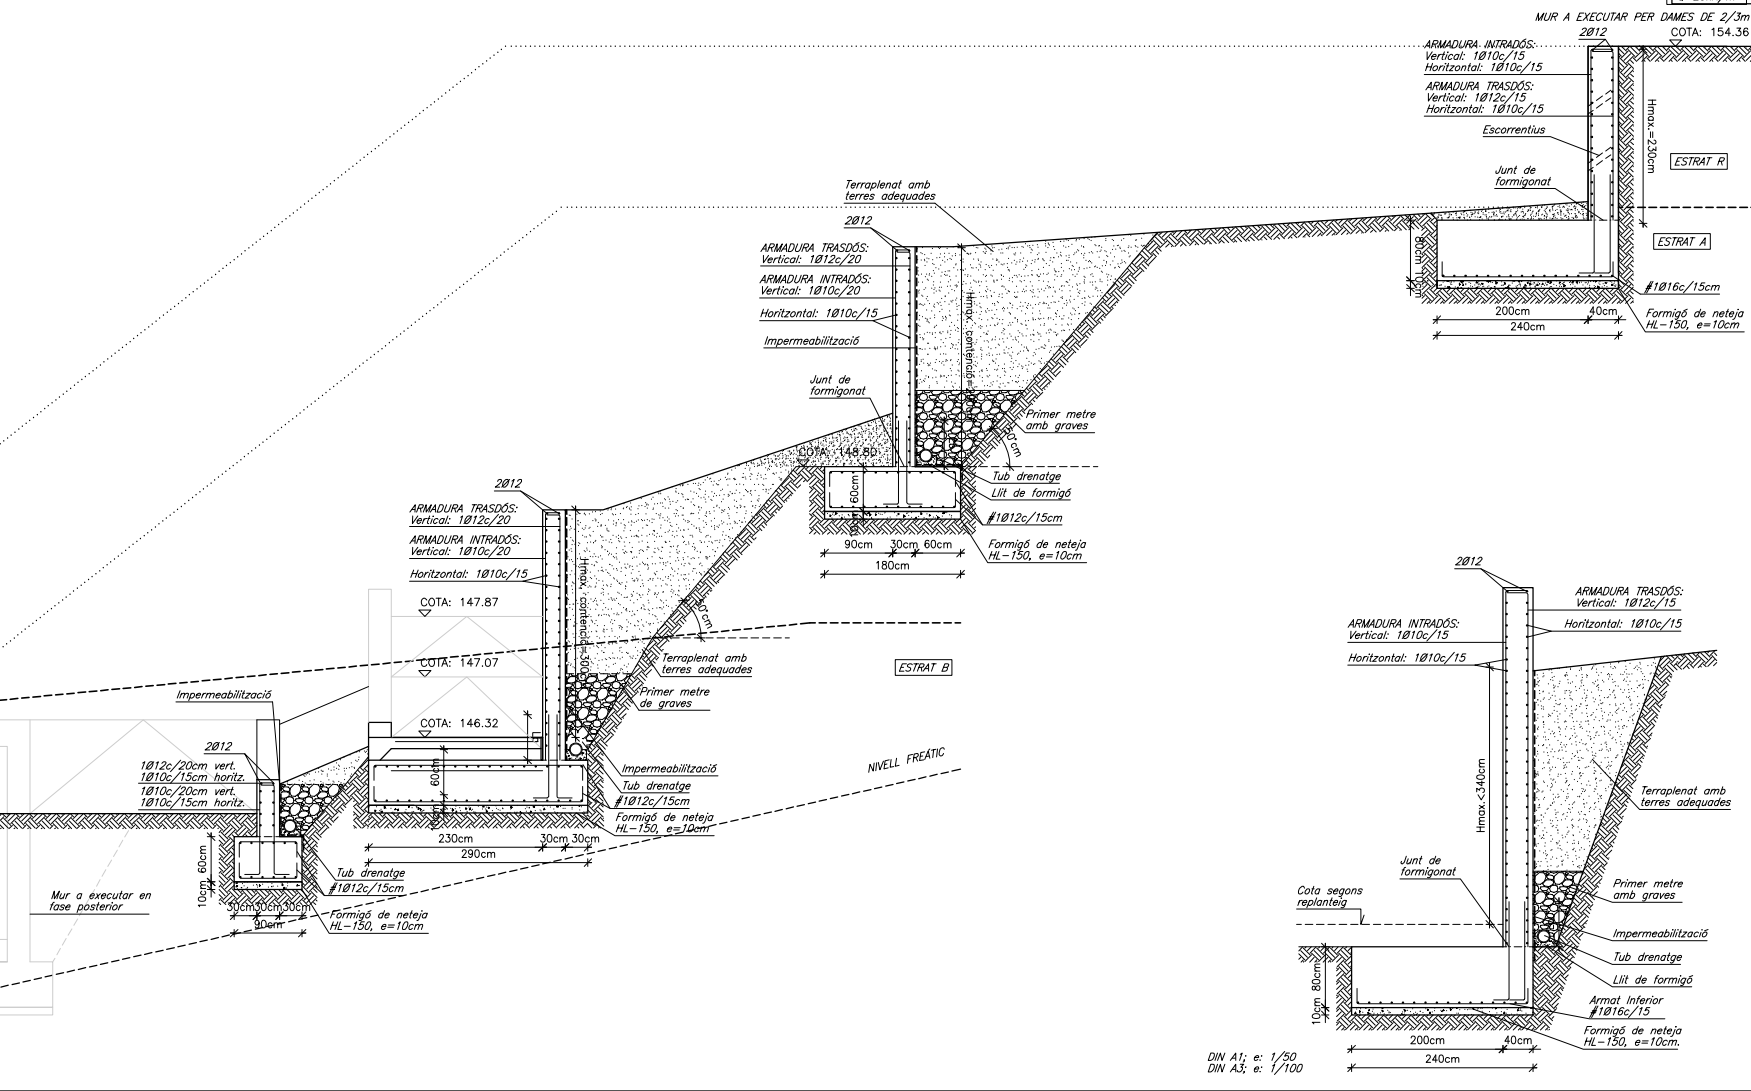 MUR A EXECUTAR PER DAMES DE 2/3m
2Ø12
COTA: 154.36
ARMADURA INTRADÓS:
Vertical: 1Ø10c/15
Horitzontal: 1Ø10c/15
ARMADURA TRASDÓS:
Vertical: 1Ø12c/15
Horitzontal: 1Ø10c/15
Escorrentius
Junt de
formigonat
Hmax.=230cm
ESTRAT R
ESTRAT A
80cm
10cm
#1Ø16c/15cm
200cm
40cm
240cm
Formigó de neteja
HL-150, e=10cm
Terraplenat amb
terres adequades
2Ø12
ARMADURA TRASDÓS:
Vertical: 1Ø12c/20
ARMADURA INTRADÓS:
Vertical: 1Ø10c/20
Horitzontal: 1Ø10c/15
Impermeabilització
Junt de
formigonat
Hmax. contenció=
Primer metre
amb graves
COTA: 148.80
Tub drenatge
Llit de formigó
#1Ø12c/15cm
60cm
10cm
90cm
30cm
60cm
180cm
Formigó de neteja
HL-150, e=10cm
2Ø12
ARMADURA TRASDÓS:
Vertical: 1Ø12c/20
ARMADURA INTRADÓS:
Vertical: 1Ø10c/20
Horitzontal: 1Ø10c/15
Hmax. contenció=300cm
COTA: 147.87
COTA: 147.07
COTA: 146.32
Terraplenat amb
terres adequades
Primer metre
de graves
ESTRAT B
NIVELL FREÀTIC
Impermeabilització
Tub drenatge
#1Ø12c/15cm
Formigó de neteja
HL-150, e=10cm
60cm
10cm
230cm
30cm
30cm
290cm
Impermeabilització
2Ø12
1Ø12c/20cm vert.
1Ø10c/15cm horitz.
1Ø10c/20cm vert.
1Ø10c/15cm horitz.
60cm
10cm
Tub drenatge
#1Ø12c/15cm
Formigó de neteja
HL-150, e=10cm
30cm
30cm
30cm
90cm
Mur a executar en
fase posterior
2Ø12
ARMADURA TRASDÓS:
Vertical: 1Ø12c/15
Horitzontal: 1Ø10c/15
ARMADURA INTRADÓS:
Vertical: 1Ø10c/15
Horitzontal: 1Ø10c/15
Hmax.<340cm
Terraplenat amb
terres adequades
Junt de
formigonat
Cota segons
replanteig
Primer metre
amb graves
Impermeabilització
Tub drenatge
Llit de formigó
Armat Inferior
#1Ø16c/15
Formigó de neteja
HL-150, e=10cm.
80cm
10cm
200cm
40cm
240cm
DIN A1; e: 1/50
DIN A3; e: 1/100